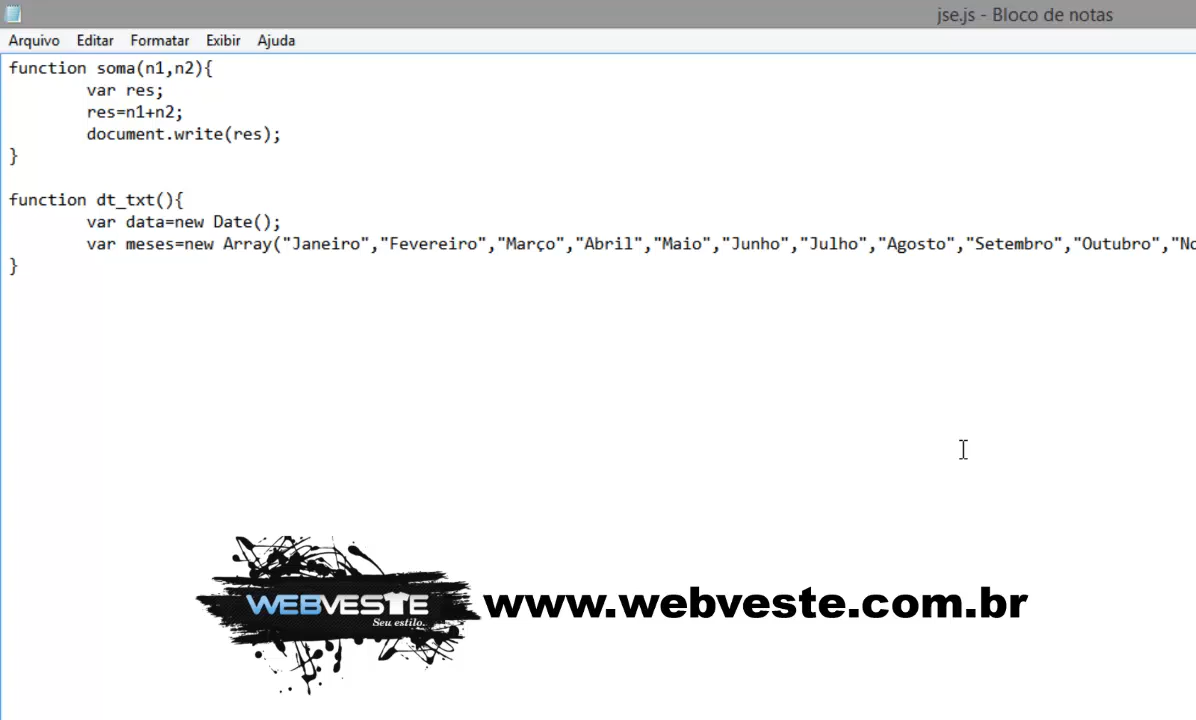 jse.js - Bloco de notas
Arquivo Editar Formatar Exibir Ajuda
function soma(n1,n2){
        var res;
        res=n1+n2;
        document.write(res);
}

function dt_txt(){
        var data=new Date();
        var meses=new Array("Janeiro","Fevereiro","Março","Abril","Maio","Junho","Julho","Agosto","Setembro","Outubro","No
}
WEBVESTE
Seu estilo.
www.webveste.com.br